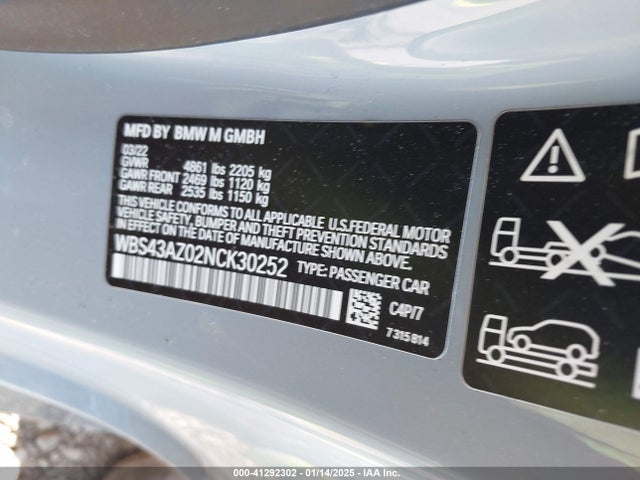 MFD BY BMW M GMBH
03/22
GVWR 4861 lbs 2205 kg
GAWR FRONT 2469 lbs 1120 kg
GAWR REAR 2535 lbs 1150 kg
THIS VEHICLE CONFORMS TO ALL APPLICABLE U.S.FEDERAL MOTOR
VEHICLE SAFETY, BUMPER AND THEFT PREVENTION STANDARDS
IN EFFECT ON THE DATE OF MANUFACTURE SHOWN ABOVE.
WBS43AZ02NCK30252 TYPE: PASSENGER CAR
C4P/7
7 315 814
000-41292302 - 01/14/2025 - IAA Inc.